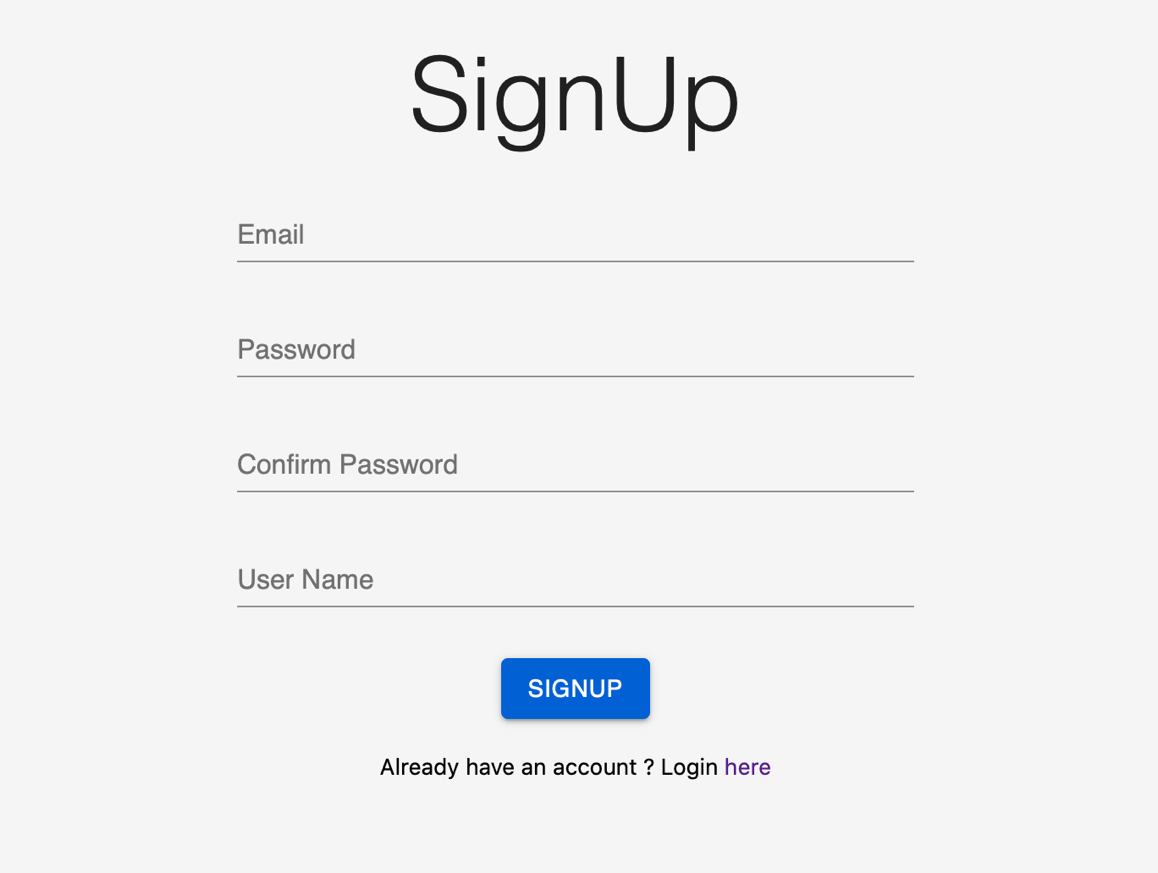 SignUp
Email
Password
Confirm Password
User Name
SIGNUP
Already have an account ? Login here